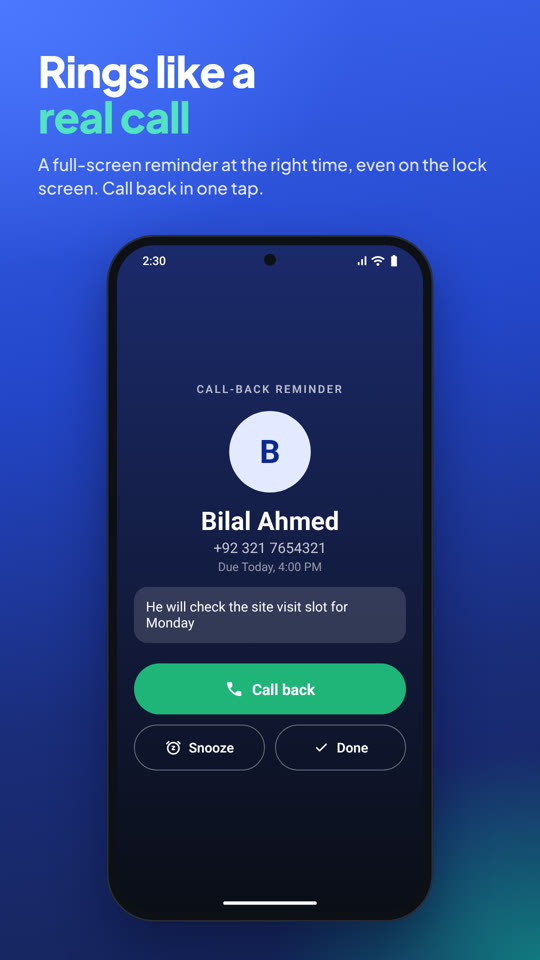 Rings like a
real call
A full-screen reminder at the right time, even on the lock
screen. Call back in one tap.
2:30
CALL-BACK REMINDER
B
Bilal Ahmed
+92 321 7654321
Due Today, 4:00 PM
He will check the site visit slot for
Monday
Call back
Snooze
Done